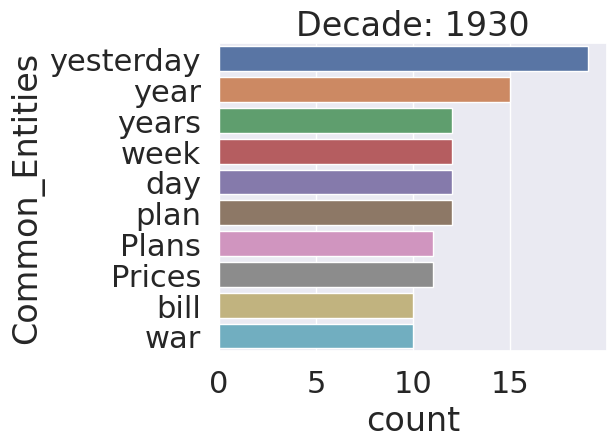 Decade: 1930
Common_Entities
yesterday
year
years
week
day
plan
Plans
Prices
bill
war
0 5 10 15
count